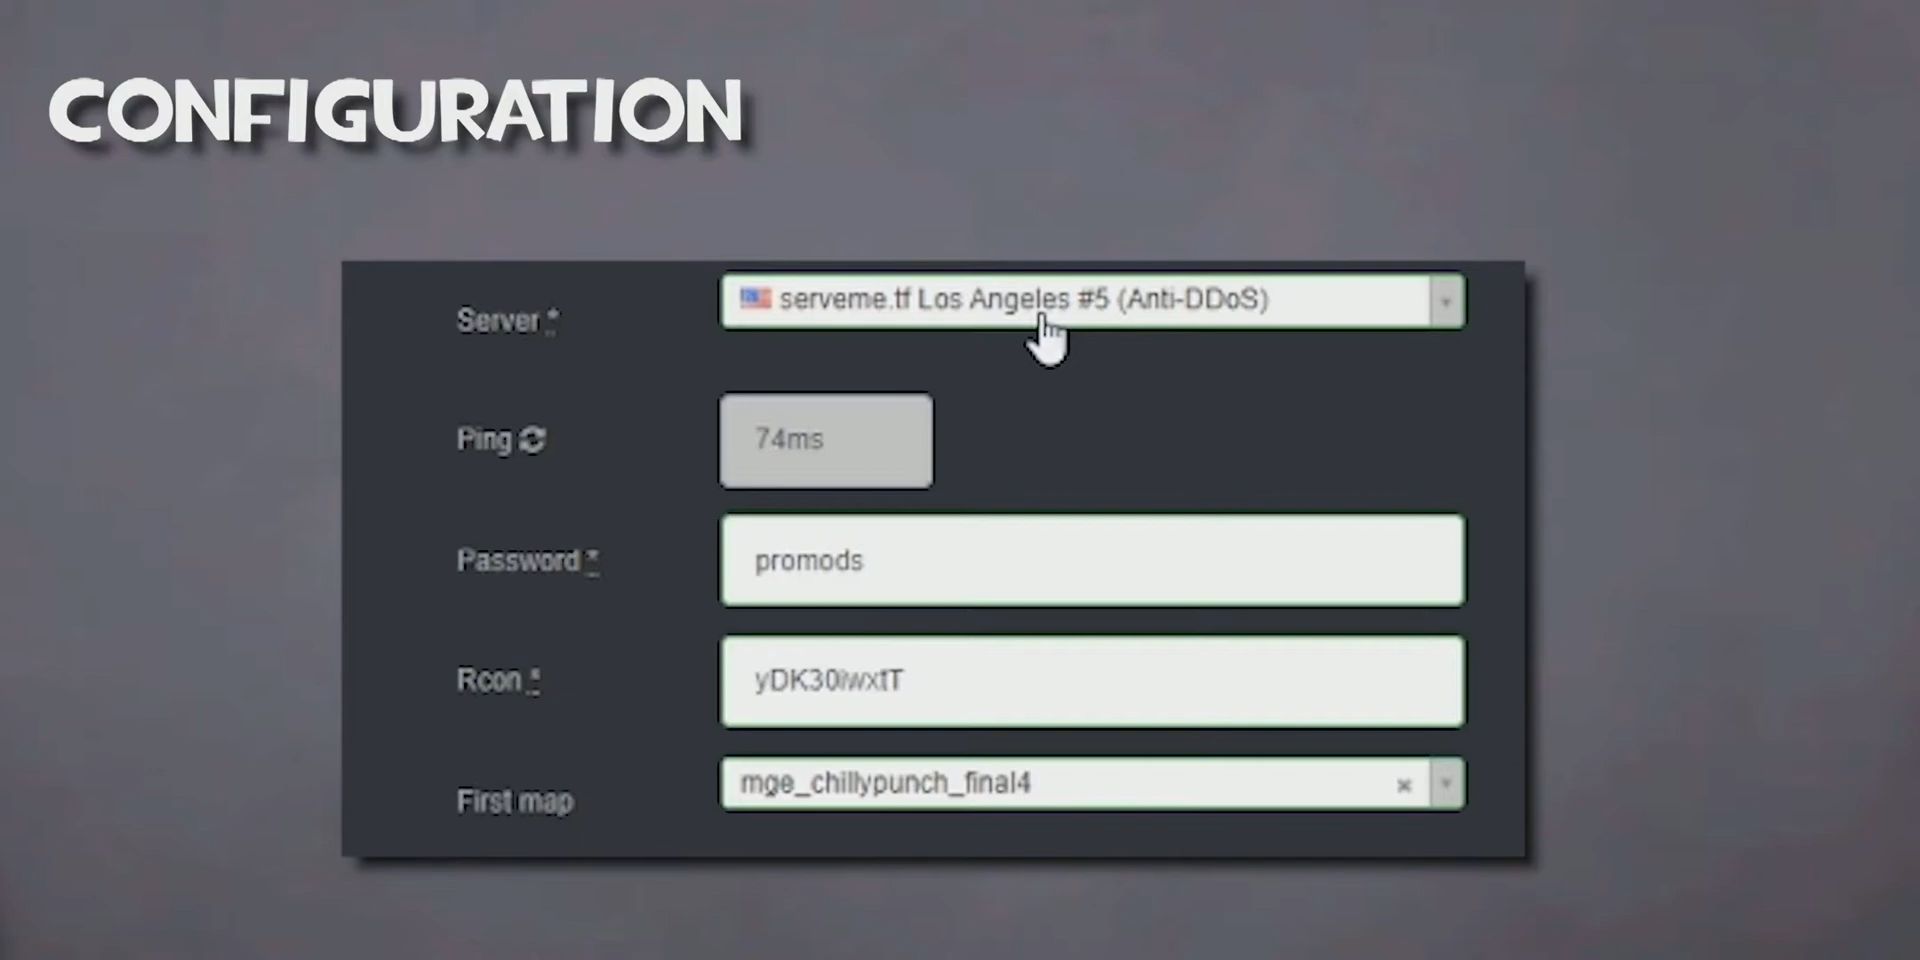 CONFIGURATION
Server * serveme.tf Los Angeles #5 (Anti-DDoS)
Ping 74ms
Password * promods
Rcon * yDK30iwxtT
First map mge_chillypunch_final4